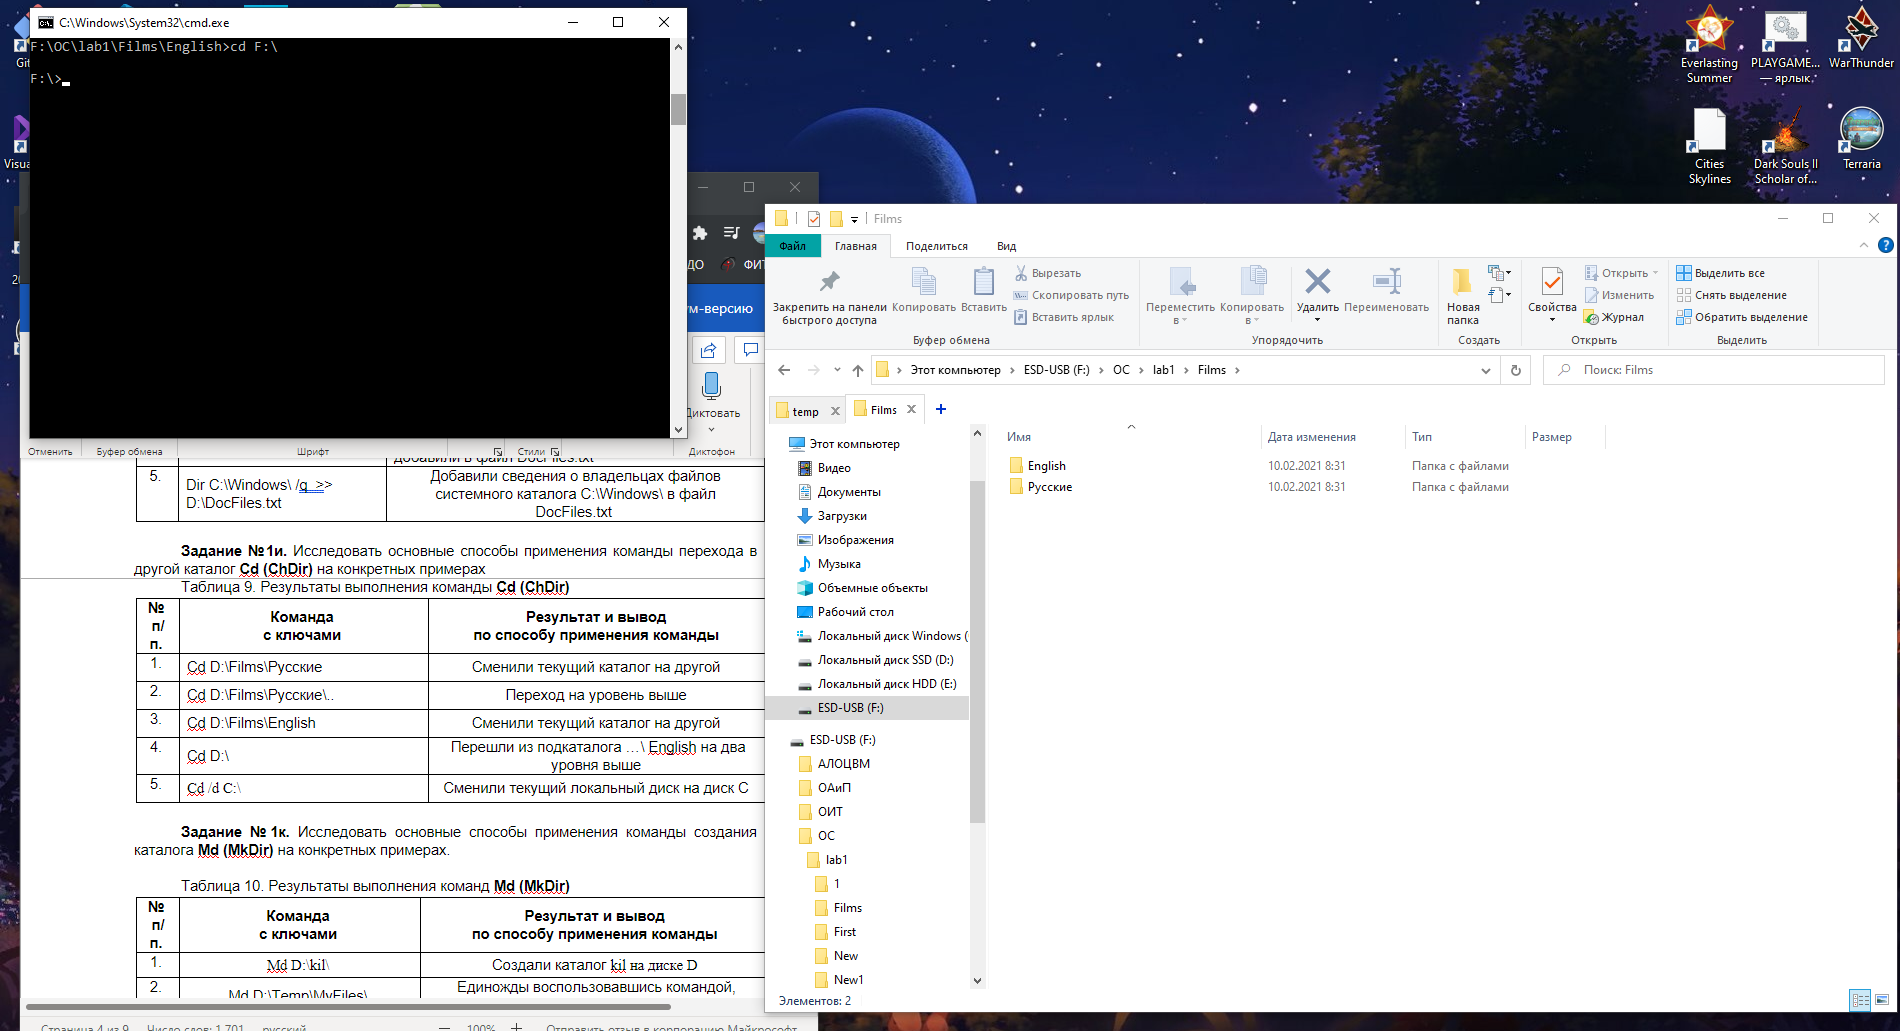 C:\Windows\System32\cmd.exe
F:\OC\lab1\Films\English>cd F:\
F:\>
Git
Visua
20
Everlasting Summer
PLAYGAME... — ярлык.
WarThunder
Cities Skylines
Dark Souls II Scholar of...
Terraria
ДО
ФИТ
ум-версию
Диктовать
Отменить
Буфер обмена
Шрифт
Стили
Диктофон
добавили в файл DocFiles.txt
5.
Dir C:\Windows\ /q >>
D:\DocFiles.txt
Добавили сведения о владельцах файлов
системного каталога C:\Windows\ в файл
DocFiles.txt
Задание №1и. Исследовать основные способы применения команды перехода в
другой каталог Cd (ChDir) на конкретных примерах
Таблица 9. Результаты выполнения команды Cd (ChDir)
№ п/п.
Команда с ключами
Результат и вывод по способу применения команды
1. Cd D:\Films\Русские Сменили текущий каталог на другой
2. Cd D:\Films\Русские\.. Переход на уровень выше
3. Cd D:\Films\English Сменили текущий каталог на другой
4. Cd D:\ Перешли из подкаталога …\ English на два
уровня выше
5. Cd /d C:\ Сменили текущий локальный диск на диск C
Задание №1к. Исследовать основные способы применения команды создания
каталога Md (MkDir) на конкретных примерах.
Таблица 10. Результаты выполнения команд Md (MkDir)
№ п/п.
Команда с ключами
Результат и вывод по способу применения команды
1. Md D:\kil\ Создали каталог kil на диске D
2. Md D:\Temp\MyFiles\ Единожды воспользовавшись командой,
Страница 4 из 9 Число слов: 1 701 русский 100% Отправить отзыв в корпорацию Майкрософт
Films
Файл Главная Поделиться Вид
Закрепить на панели быстрого доступа
Копировать
Вставить
Вырезать
Скопировать путь
Вставить ярлык
Переместить в
Копировать в
Удалить
Переименовать
Новая папка
Свойства
Открыть
Изменить
Журнал
Выделить все
Снять выделение
Обратить выделение
Буфер обмена Упорядочить Создать Открыть Выделить
Этот компьютер ESD-USB (F:) ОС lab1 Films
Поиск: Films
temp
Films
Этот компьютер
Видео
Документы
Загрузки
Изображения
Музыка
Объемные объекты
Рабочий стол
Локальный диск Windows (
Локальный диск SSD (D:)
Локальный диск HDD (E:)
ESD-USB (F:)
ESD-USB (F:)
АЛОЦВМ
ОАиП
ОИТ
ОС
lab1
1
Films
First
New
New1
Имя Дата изменения Тип Размер
English 10.02.2021 8:31 Папка с файлами
Русские 10.02.2021 8:31 Папка с файлами
Элементов: 2